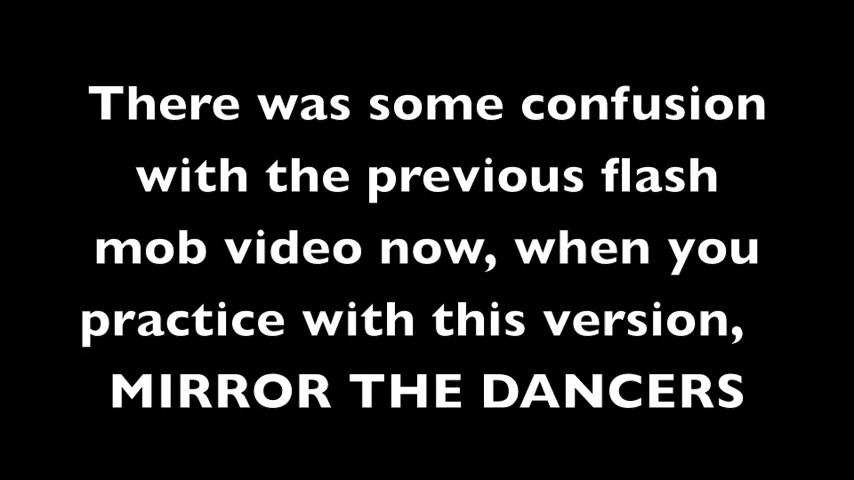 There was some confusion
with the previous flash
mob video now, when you
practice with this version,
MIRROR THE DANCERS